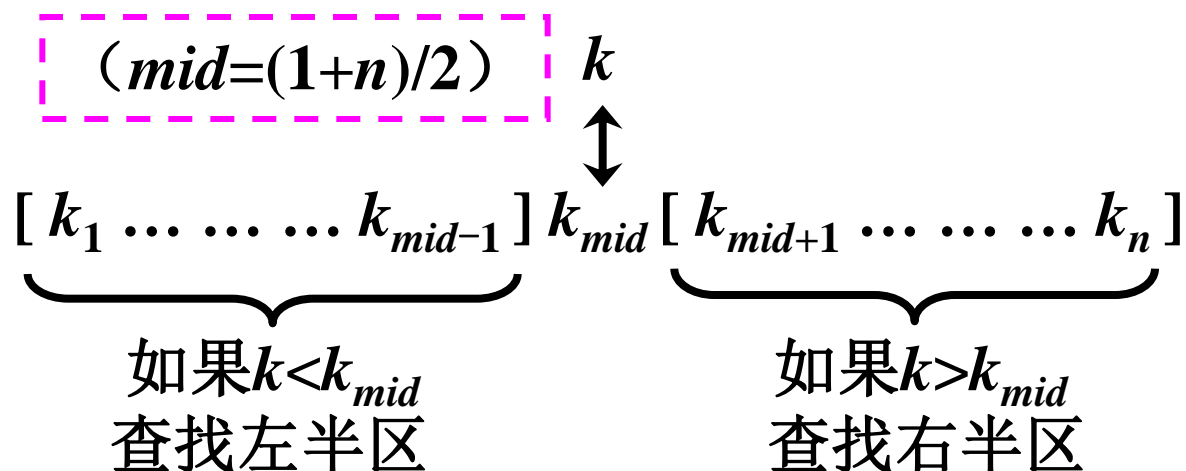 （mid=(1+n)/2） k
[ k₁ … … … kmid−1 ] kmid [ kmid+1 … … … kn ]
如果k<kmid 如果k>kmid
查找左半区 查找右半区